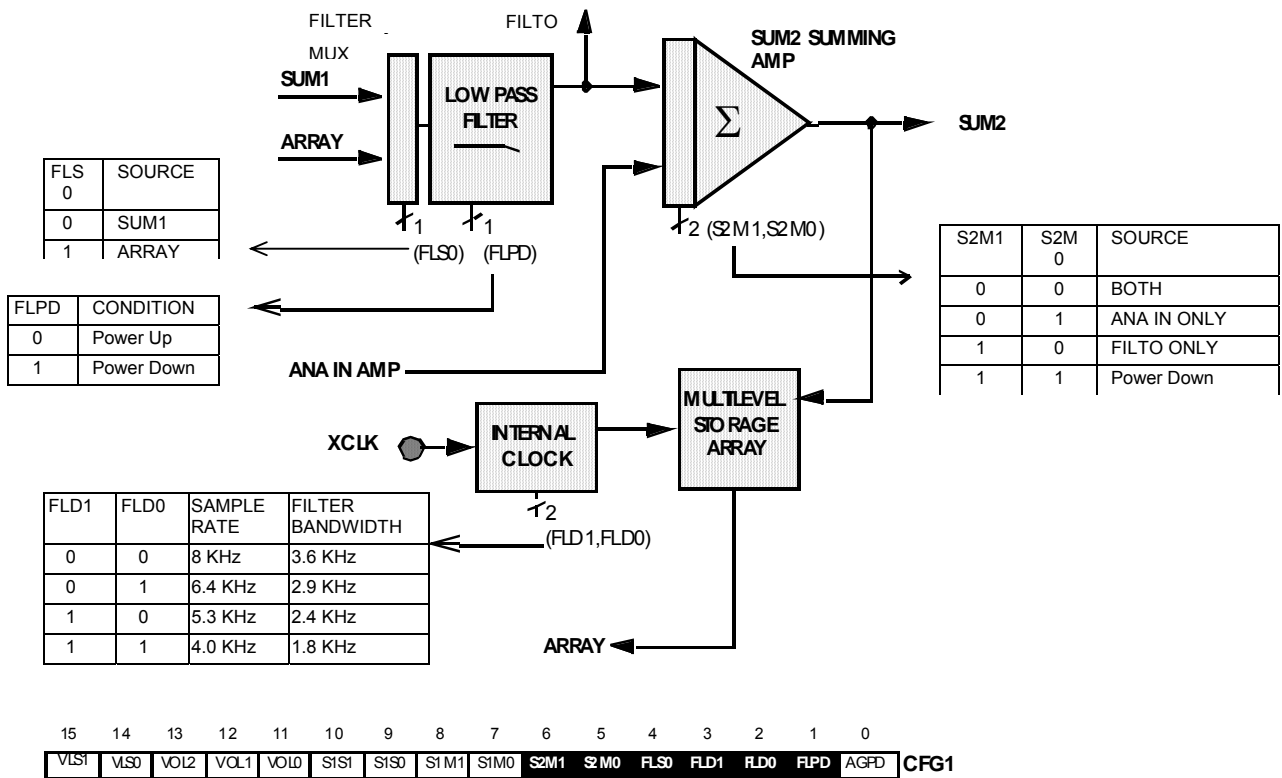 FILTER
MUX
FILTO
SUM2 SUMMING
AMP
SUM1
ARRAY
LOW PASS
FILTER
Σ
SUM2
FLS
0
SOURCE
0 SUM1
1 ARRAY
1
(FLS0)
1
(FLPD)
2 (S2M1,S2M0)
S2M1 S2M
0
SOURCE
0 0 BOTH
0 1 ANA IN ONLY
1 0 FILTO ONLY
1 1 Power Down
FLPD CONDITION
0 Power Up
1 Power Down
ANA IN AMP
XCLK
INTERNAL
CLOCK
MULTILEVEL
STORAGE
ARRAY
2
(FLD1,FLD0)
FLD1 FLD0 SAMPLE
RATE
FILTER
BANDWIDTH
0 0 8 KHz 3.6 KHz
0 1 6.4 KHz 2.9 KHz
1 0 5.3 KHz 2.4 KHz
1 1 4.0 KHz 1.8 KHz
ARRAY
15 14 13 12 11 10 9 8 7 6 5 4 3 2 1 0
VLS1 VLS0 VOL2 VOL1 VOL0 S1S1 S1S0 S1M1 S1M0 S2M1 S2M0 FLS0 FLD1 FLD0 FLPD AGPD CFG1